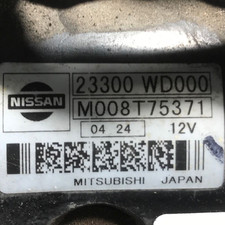 NISSAN
23300 WD000
M008T75371
04 24 12V
MITSUBISHI JAPAN